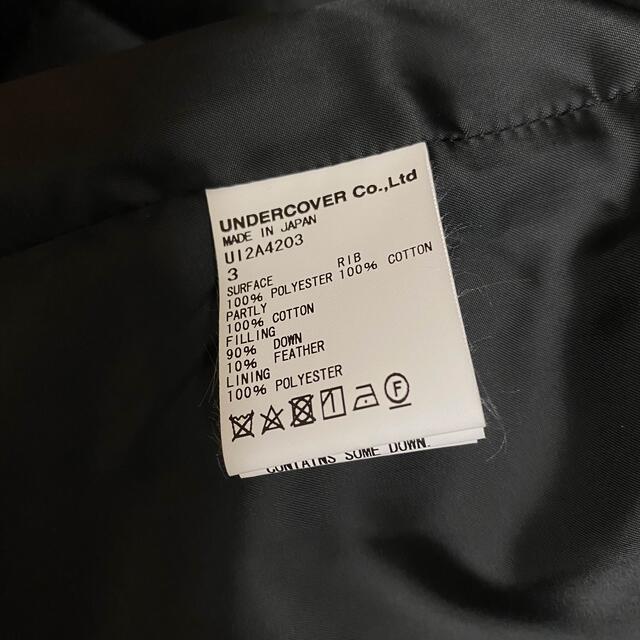 UNDERCOVER Co.,Ltd
MADE IN JAPAN
UI2A4203
3
SURFACE RIB
100% POLYESTER 100% COTTON
PARTLY
100% COTTON
FILLING
90% DOWN
10% FEATHER
LINING
100% POLYESTER
F
CONTAINS SOME DOWN.